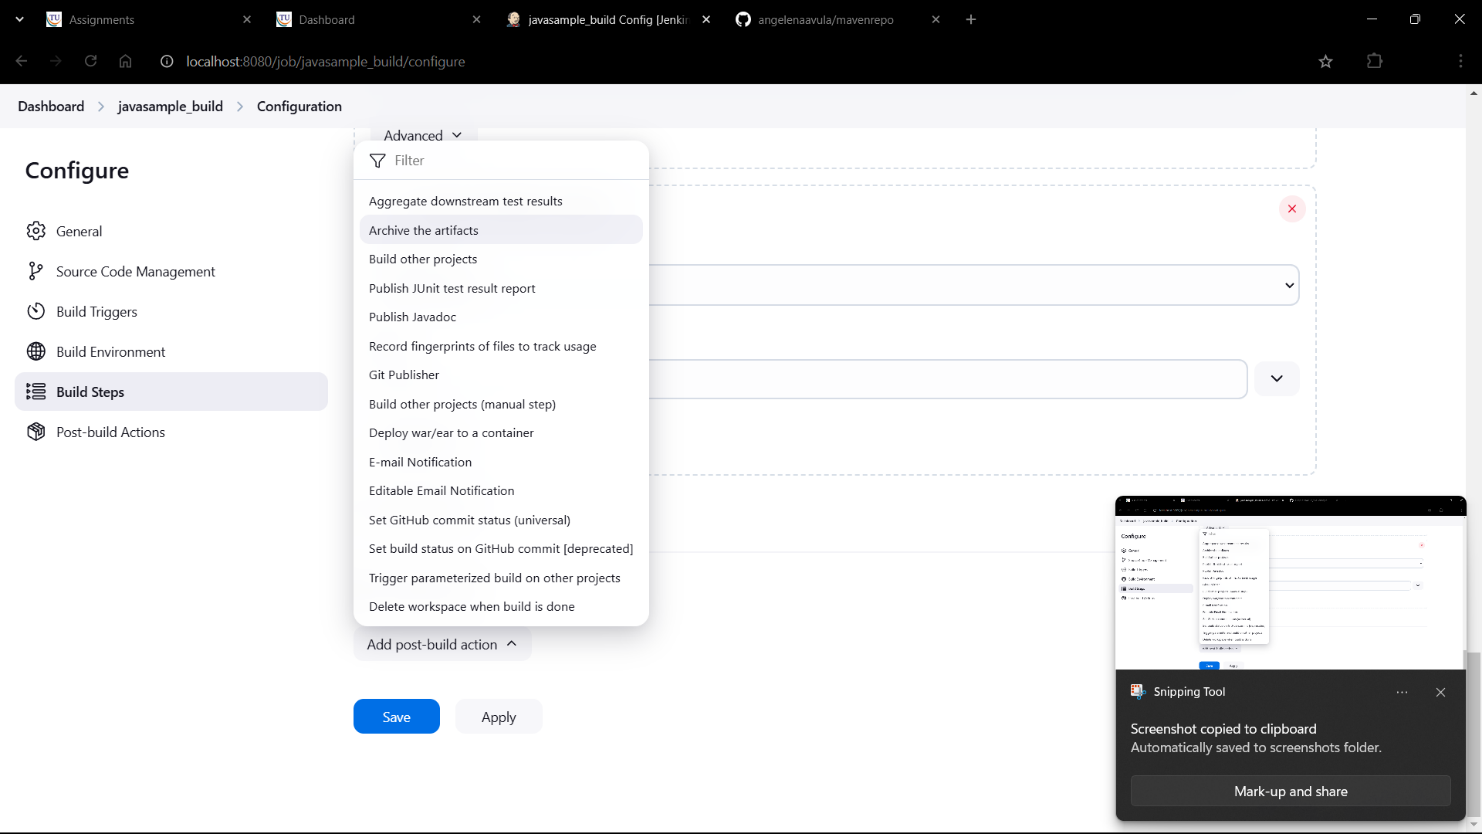 Assignments
Dashboard
javasample_build Config [Jenkin
angelenaavula/mavenrepo
localhost:8080/job/javasample_build/configure
Dashboard
javasample_build
Configuration
Configure
General
Source Code Management
Build Triggers
Build Environment
Build Steps
Post-build Actions
Advanced
Filter
Aggregate downstream test results
Archive the artifacts
Build other projects
Publish JUnit test result report
Publish Javadoc
Record fingerprints of files to track usage
Git Publisher
Build other projects (manual step)
Deploy war/ear to a container
E-mail Notification
Editable Email Notification
Set GitHub commit status (universal)
Set build status on GitHub commit [deprecated]
Trigger parameterized build on other projects
Delete workspace when build is done
Add post-build action
Save
Apply
Configure
Snipping Tool
Screenshot copied to clipboard
Automatically saved to screenshots folder.
Mark-up and share